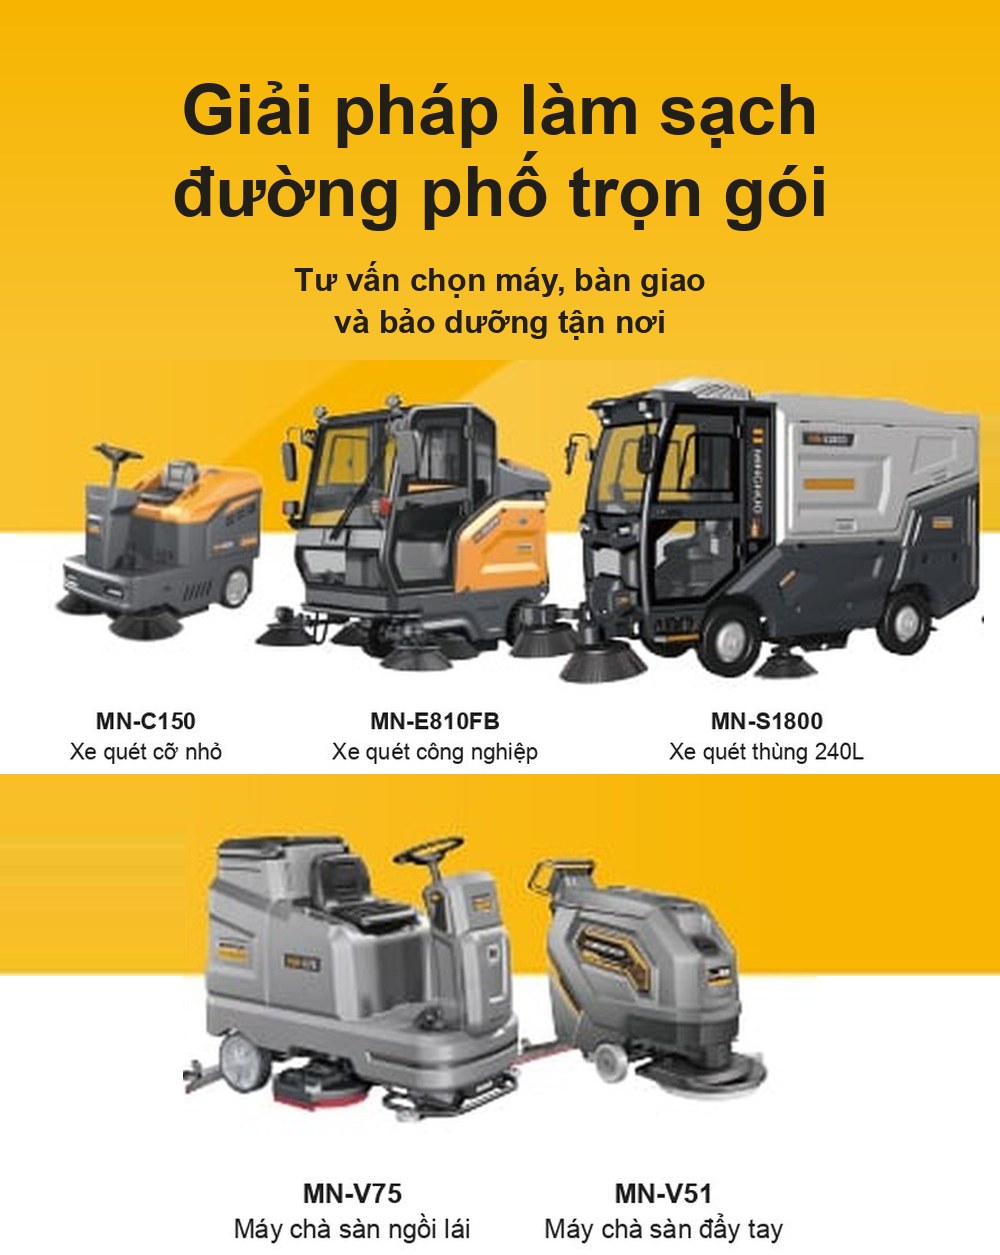 Giải pháp làm sạch
đường phố trọn gói
Tư vấn chọn máy, bàn giao
và bảo dưỡng tận nơi
MINGHUO
MN-C150
Xe quét cỡ nhỏ
MN-E810FB
Xe quét công nghiệp
MN-S1800
Xe quét thùng 240L
MN-V75
Máy chà sàn ngồi lái
MN-V51
Máy chà sàn đẩy tay